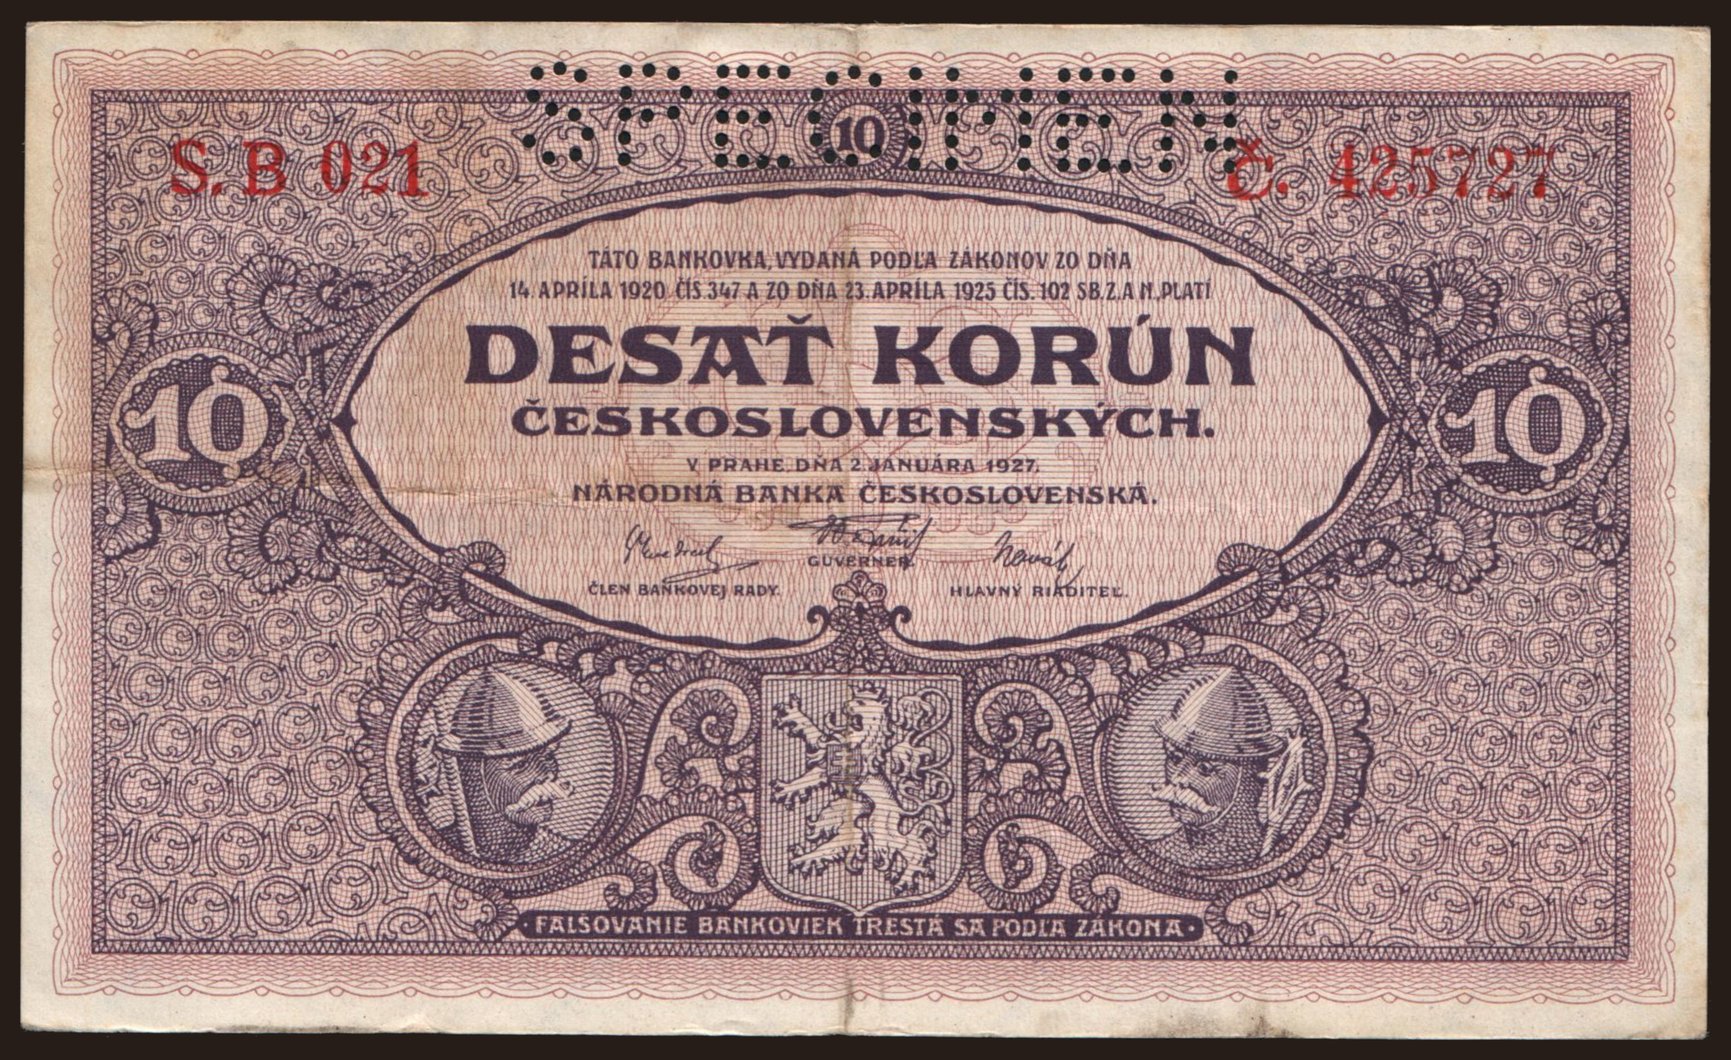 SPECIMEN
10
S. B 021
Č. 425727
TÁTO BANKOVKA, VYDANÁ PODĽA ZÁKONOV ZO DŇA
14. APRÍLA 1920 ČÍS. 347 A ZO DŇA 23. APRÍLA 1925 ČÍS. 102 SB. Z. A N., PLATÍ
DESAŤ KORÚN
ČESKOSLOVENSKÝCH.
10
10
V PRAHE, DŇA 2. JANUÁRA 1927.
NÁRODNÁ BANKA ČESKOSLOVENSKÁ.
GUVERNER.
ČLEN BANKOVEJ RADY.
HLAVNÝ RIADITEĽ.
· FALŠOVANIE BANKOVIEK TRESTÁ SA PODĽA ZÁKONA ·